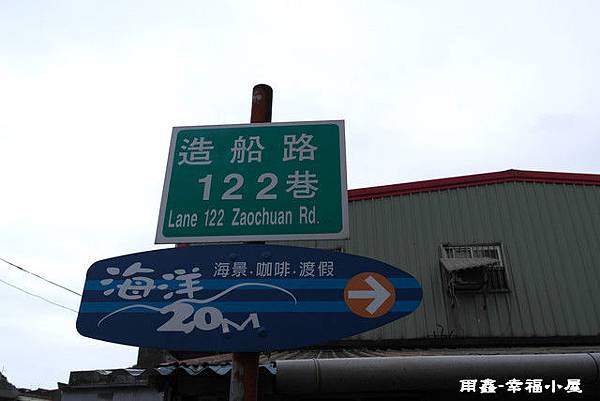 造船路
122巷
Lane 122 Zaochuan Rd.
海景.咖啡.渡假
海洋
20M
雨鑫-幸福小屋